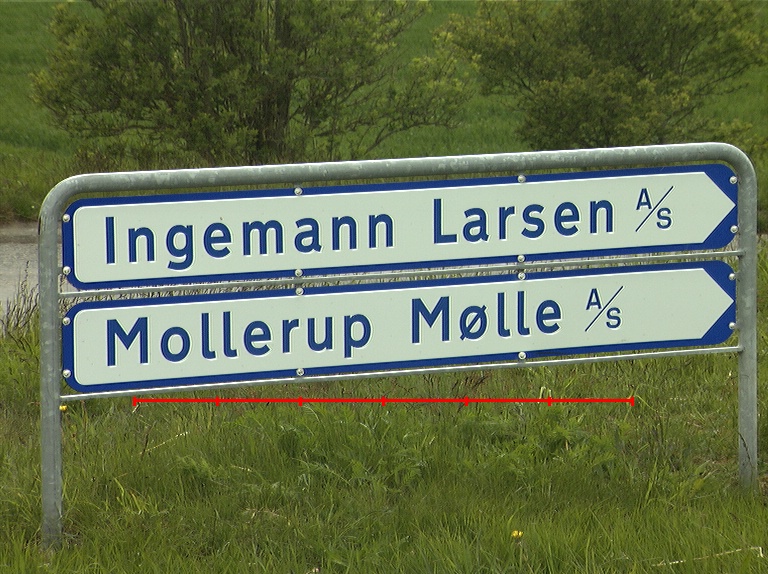 Ingemann Larsen A/S
Mollerup Mølle A/S